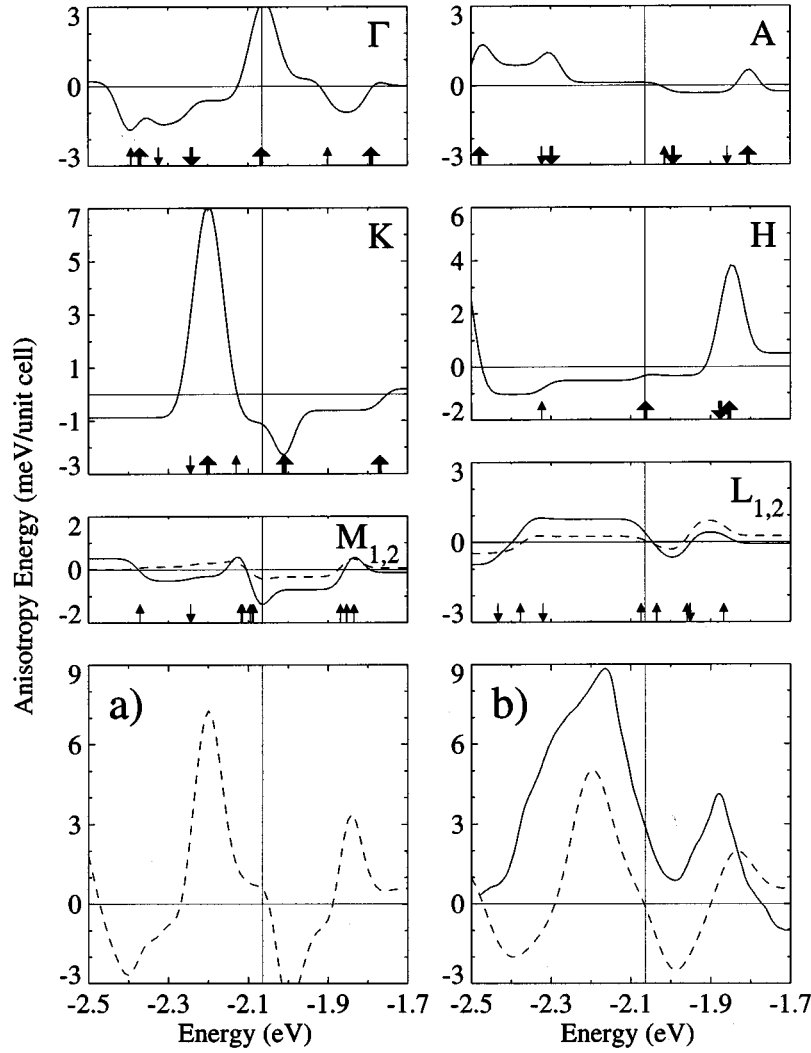 Γ
3
0
-3
A
3
0
-3
K
7
5
3
1
-1
-3
H
6
4
2
0
-2
M1,2
2
0
-2
L1,2
3
0
-3
a)
9
6
3
0
-3
b)
9
6
3
0
-3
-2.5 -2.3 -2.1 -1.9 -1.7
-2.5 -2.3 -2.1 -1.9 -1.7
Energy (eV)
Energy (eV)
Anisotropy Energy (meV/unit cell)